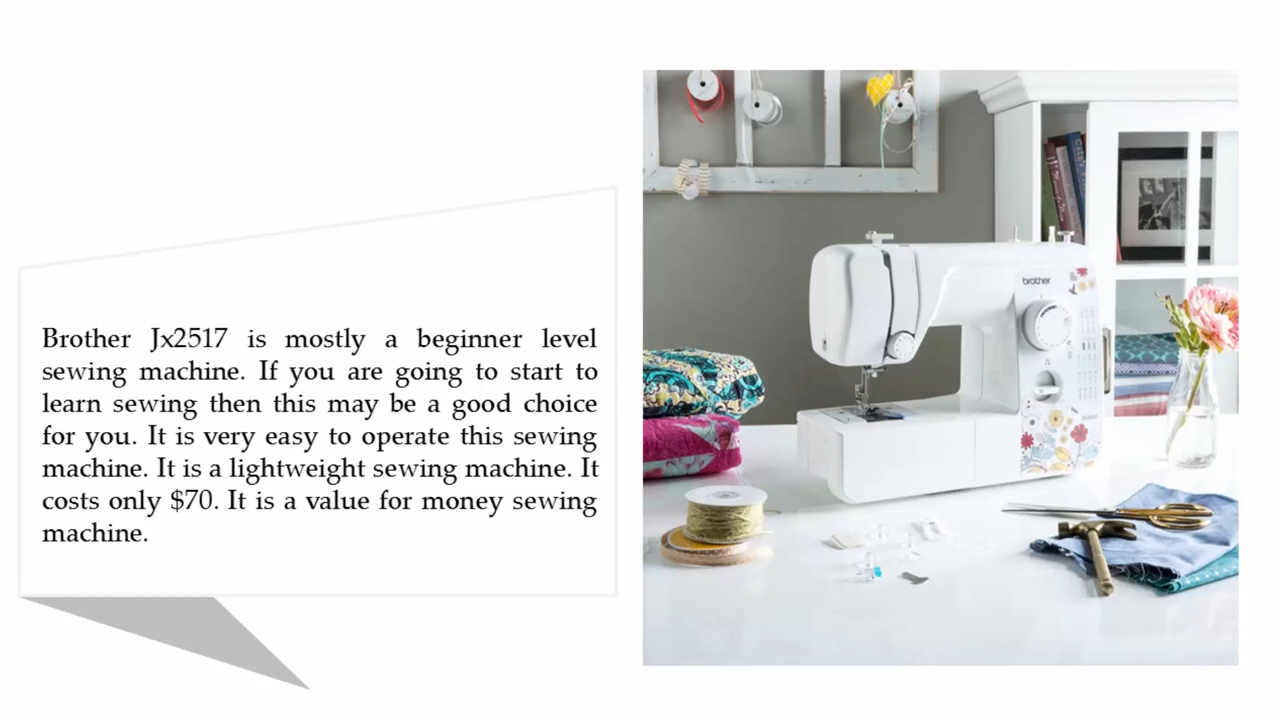 Brother Jx2517 is mostly a beginner level
sewing machine. If you are going to start to
learn sewing then this may be a good choice
for you. It is very easy to operate this sewing
machine. It is a lightweight sewing machine. It
costs only $70. It is a value for money sewing
machine.
brother